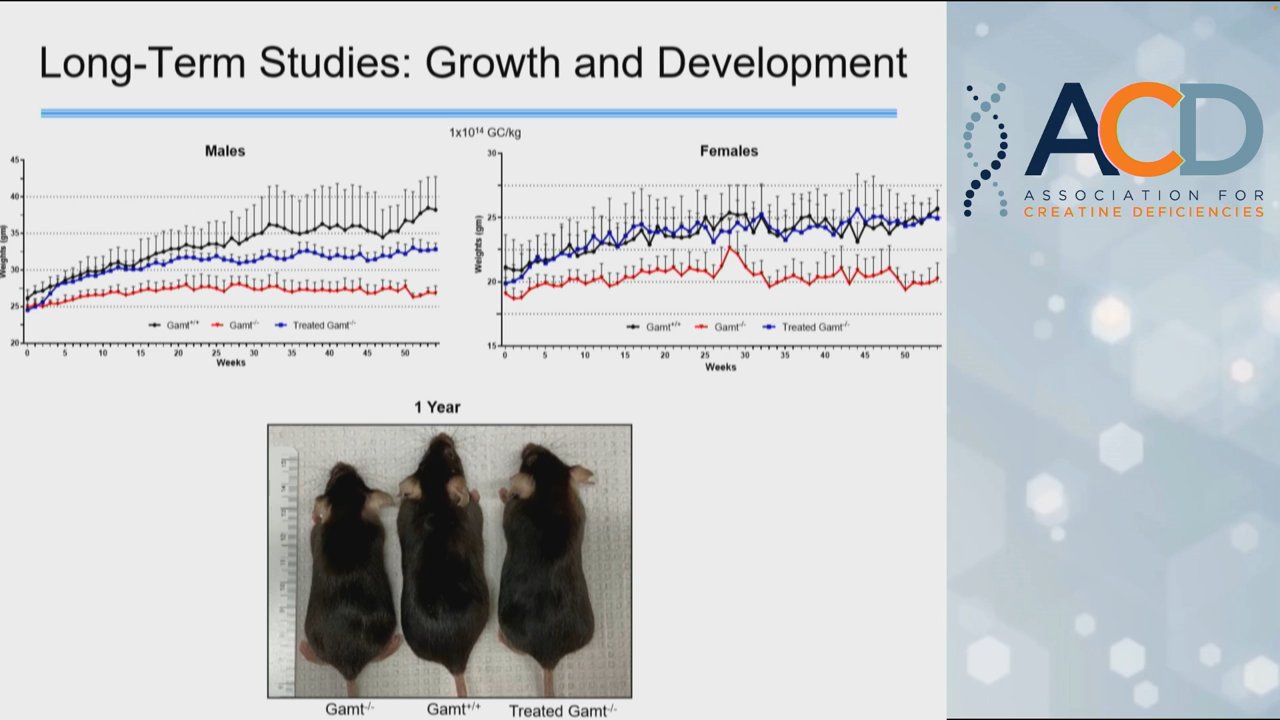 Long-Term Studies: Growth and Development
1x10¹⁴ GC/kg
Males
Females
45
40
35
30
25
20
Weights (gm)
Gamt⁺/⁺ Gamt⁻/⁻ Treated Gamt⁻/⁻
0 5 10 15 20 25 30 35 40 45 50
Weeks
30
25
20
15
Weights (gm)
Gamt⁺/⁺ Gamt⁻/⁻ Treated Gamt⁻/⁻
0 5 10 15 20 25 30 35 40 45 50
Weeks
1 Year
Gamt⁻/⁻ Gamt⁺/⁺ Treated Gamt⁻/⁻
ACD
ASSOCIATION FOR
CREATINE DEFICIENCIES